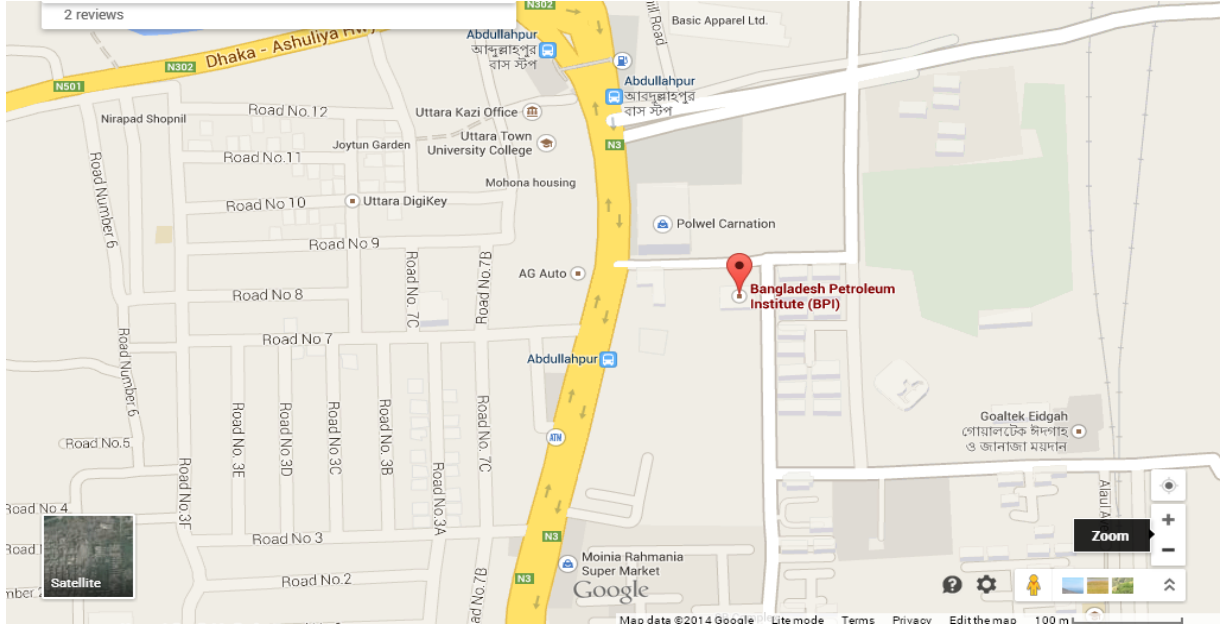 2 reviews
N302
Basic Apparel Ltd.
Abdullahpur
আব্দুল্লাহপুর
বাস স্টপ
Dhaka - Ashuliya Hwy
N302
N501
Abdullahpur
আবদুল্লাহপুর
বাস স্টপ
Road No.12
Nirapad Shopnil
Uttara Kazi Office
Joytun Garden
Uttara Town
University College
N3
Road No.11
Mohona housing
Road Number 6
Road No 10
Uttara DigiKey
Polwel Carnation
Road No 9
Road No. 7C
Road No.7B
AG Auto
Road No 8
Bangladesh Petroleum
Institute (BPI)
Road No 7
Road Number 6
Abdullahpur
Road No. 3E
Road No. 3D
Road No. 3C
Road No. 3B
Road No. 7C
Goaltek Eidgah
গোয়ালটেক ঈদগাহ
ও জানাজা ময়দান
ATM
Road No.5
Road No.3F
Road No.3A
Road No 4
Road No 3
N3
Zoom
Moinia Rahmania
Super Market
Satellite
Road No.2
N3
Google
Map data ©2014 Google
Lite mode
Terms
Privacy
Edit the map
100 m